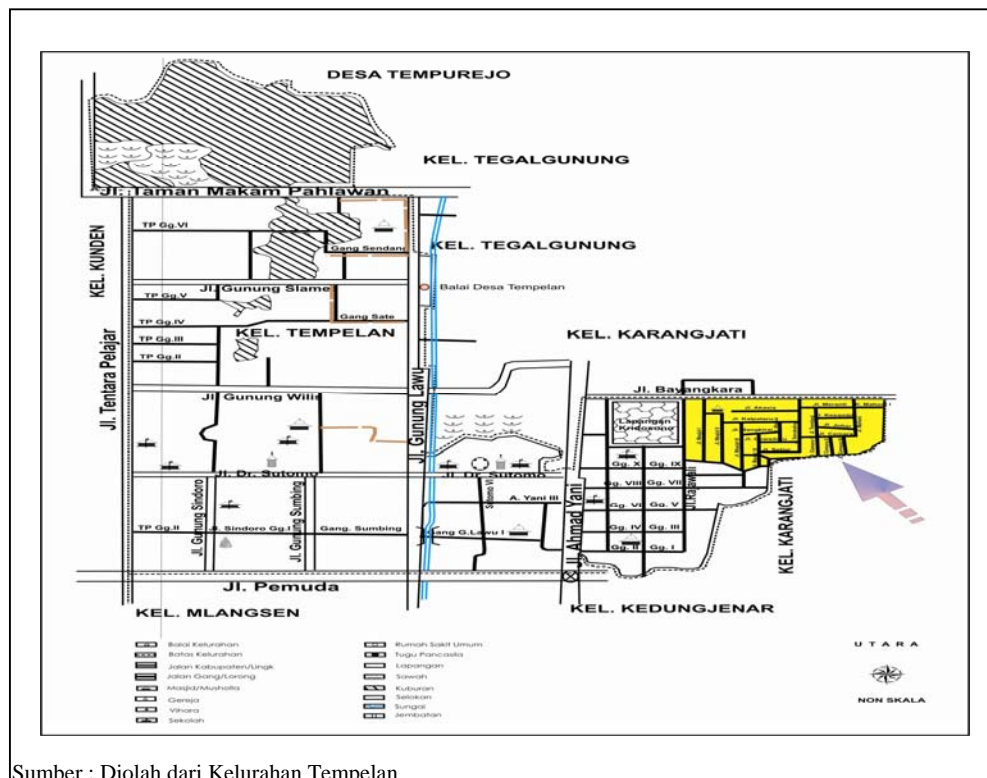 DESA TEMPUREJO
KEL. TEGALGUNUNG
Jl. Taman Makam Pahlawan
TP Gg.VI
Gang Sendang
KEL. TEGALGUNUNG
KEL. KUNDEN
Jl. Gunung Slame
Balai Desa Tempelan
TP Gg.V
Gang Sate
TP Gg.IV
KEL. TEMPELAN
KEL. KARANGJATI
TP Gg.III
TP Gg.II
Jl. Tentara Pelajar
Jl. Gunung Lawu
Jl. Bayangkara
Jl. Gunung Wilis
Lapangan
Kridosono
Jl. Dr. Sutomo
Jl. Dr. Sutomo
Gg. X
Gg. IX
Gg. VIII
Gg. VII
Jl. Rajawali
A. Yani III
Gg. VI
Gg. V
Jl. Ahmad Yani
KEL. KARANGJATI
Jl. Gunung Sindoro
Jl. Gunung Sumbing
TP Gg.II
Jl. Sindoro Gg.I
Gang. Sumbing
Gang G.Lawu I
Gg. IV
Gg. III
Gg. II
Gg. I
Jl. Pemuda
KEL. MLANGSEN
KEL. KEDUNGJENAR
Balai Kelurahan
Batas Kelurahan
Jalan Kabupaten/Lingk
Jalan Gang/Lorong
Masjid/Musholla
Gereja
Vihara
Sekolah
Rumah Sakit Umum
Tugu Pancasila
Lapangan
Sawah
Kuburan
Selokan
Sungai
Jembatan
UTARA
NON SKALA
Sumber : Diolah dari Kelurahan Tempelan